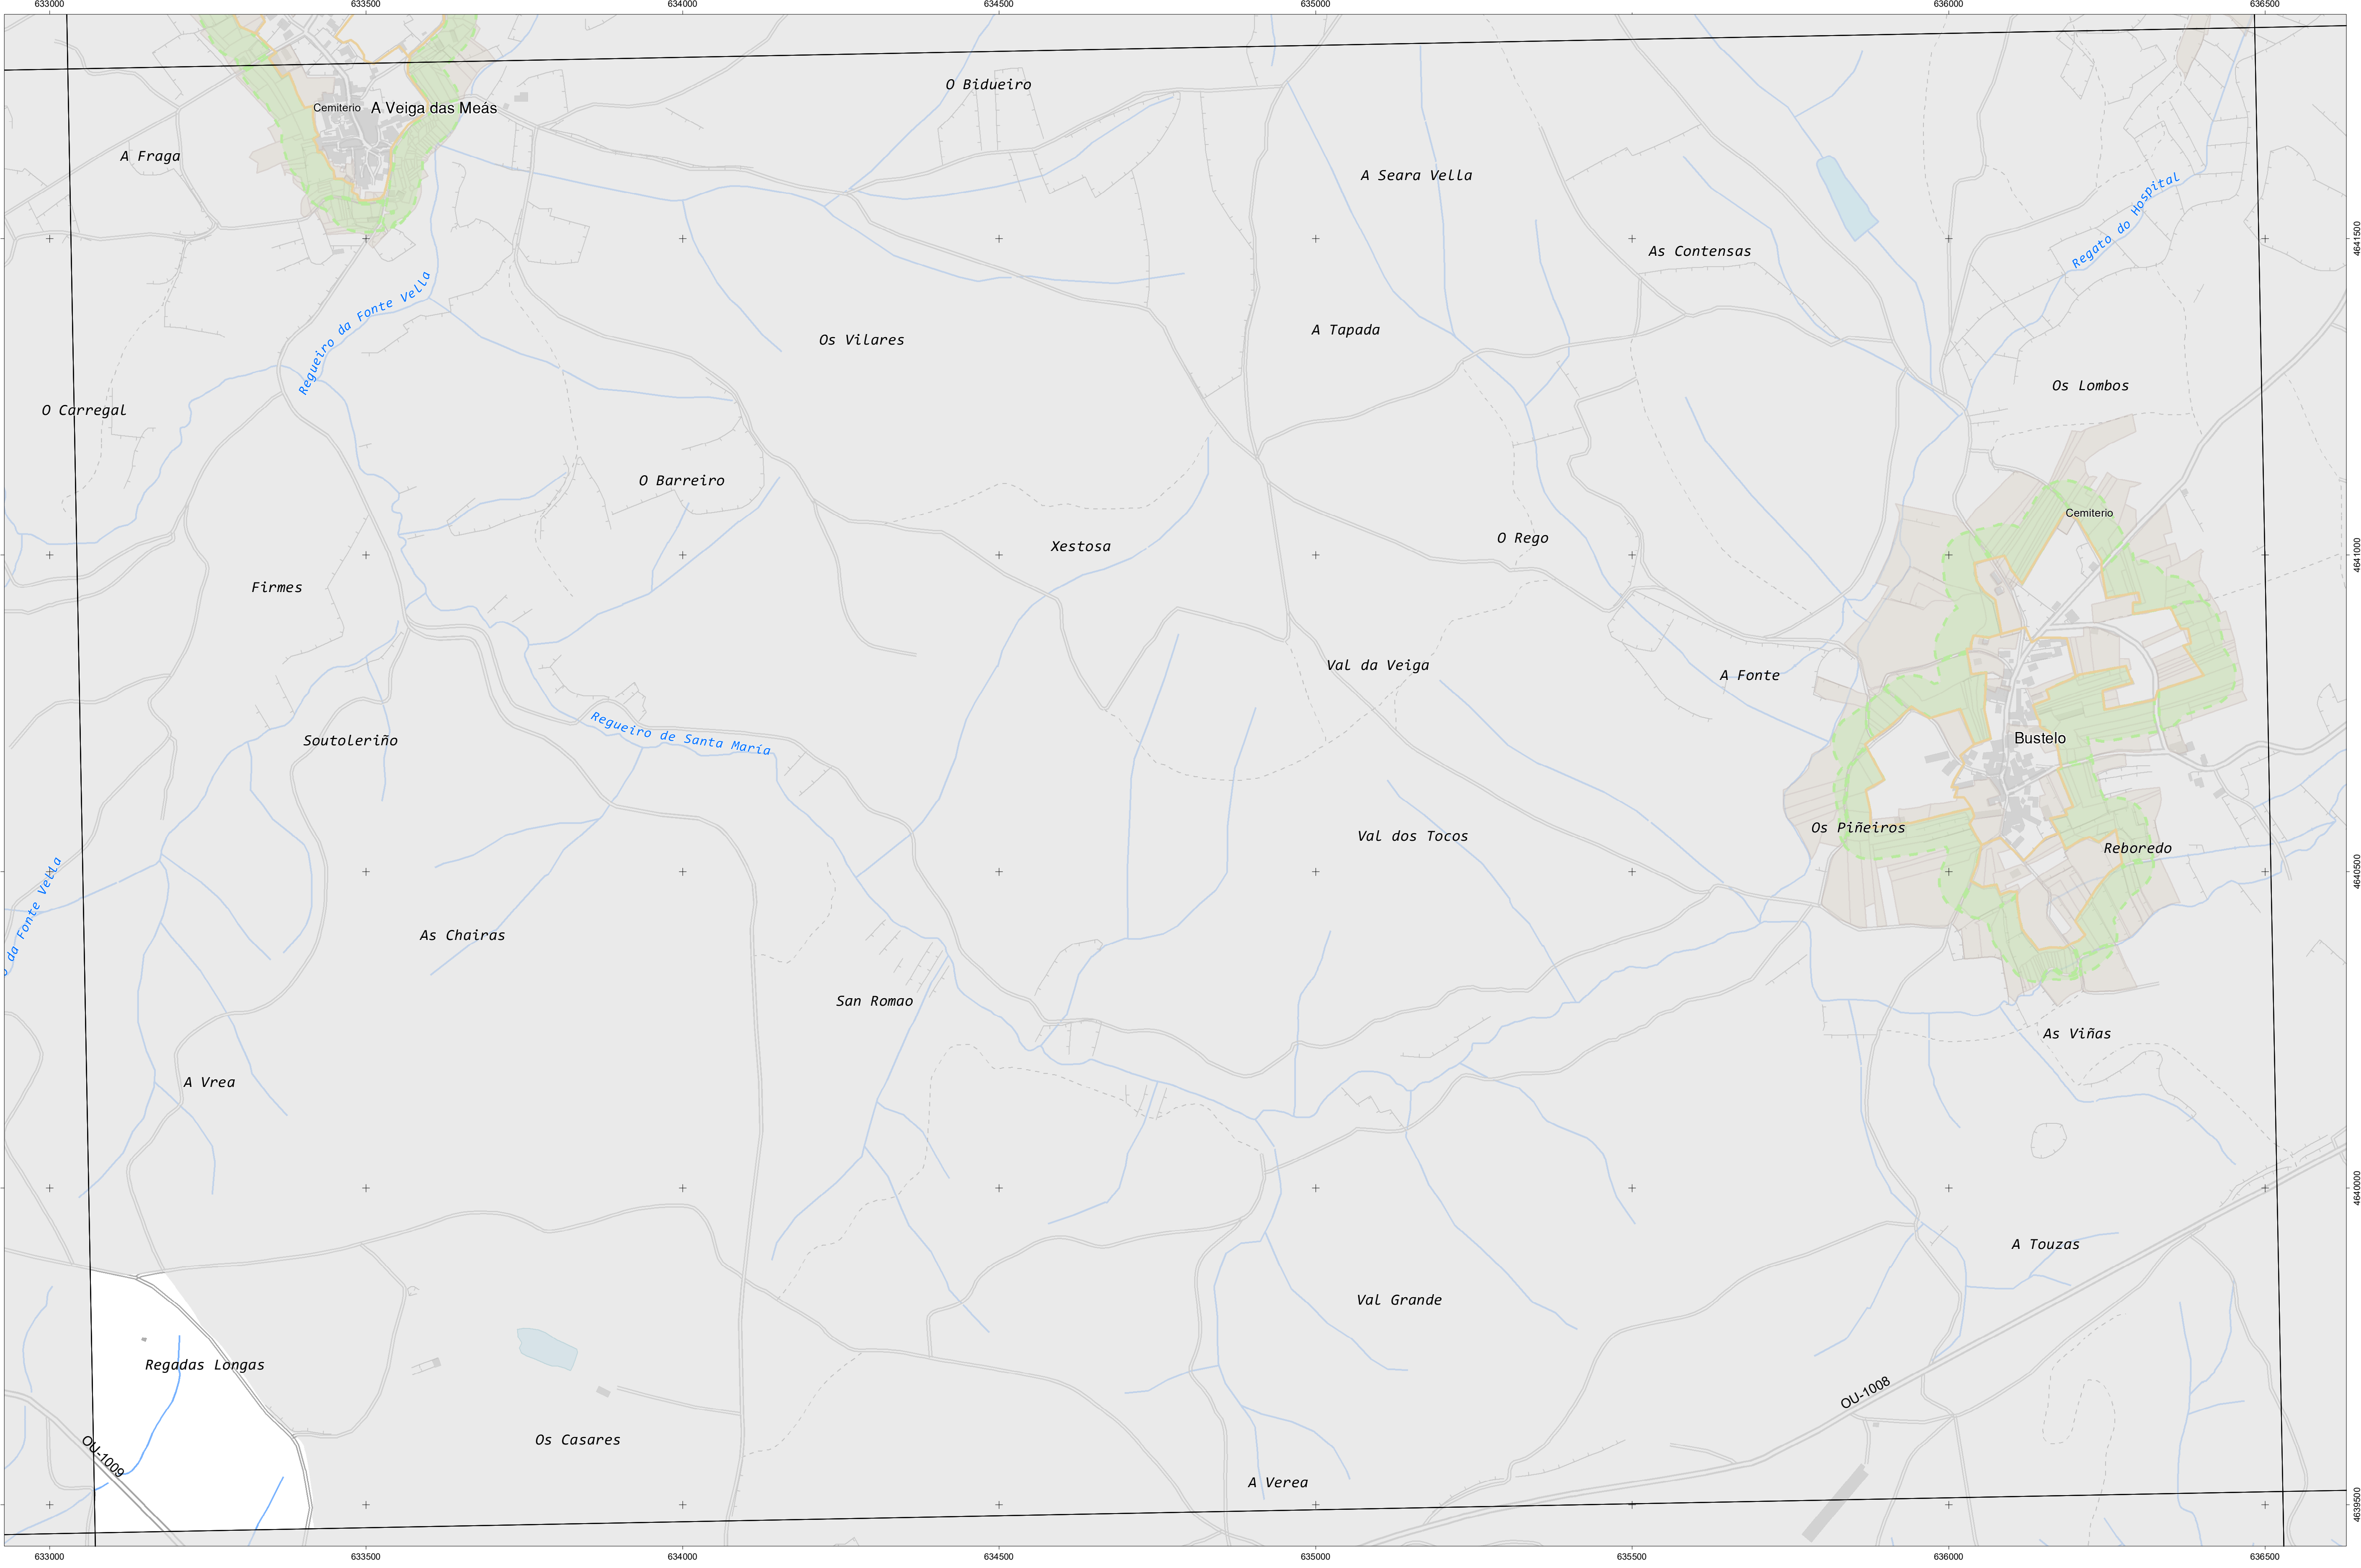 633000 633500 634000 634500 635000 636000 636500
O Bidueiro
Cemiterio A Veiga das Meás
A Fraga
A Seara Vella
Regato do Hospital
4641500
As Contensas
Regueiro da Fonte Vella
A Tapada
Os Vilares
Os Lombos
O Carregal
O Barreiro
Cemiterio
O Rego
Xestosa
4641000
Firmes
Val da Veiga
A Fonte
Regueiro de Santa María
Soutoleriño
Bustelo
Os Piñeiros
Val dos Tocos
Reboredo
4640500
o da Fonte Vella
As Chairas
San Romao
As Viñas
A Vrea
4640000
A Touzas
Val Grande
Regadas Longas
OU-1008
Os Casares
OU-1009
A Verea
4639500
633000 633500 634000 634500 635000 635500 636000 636500